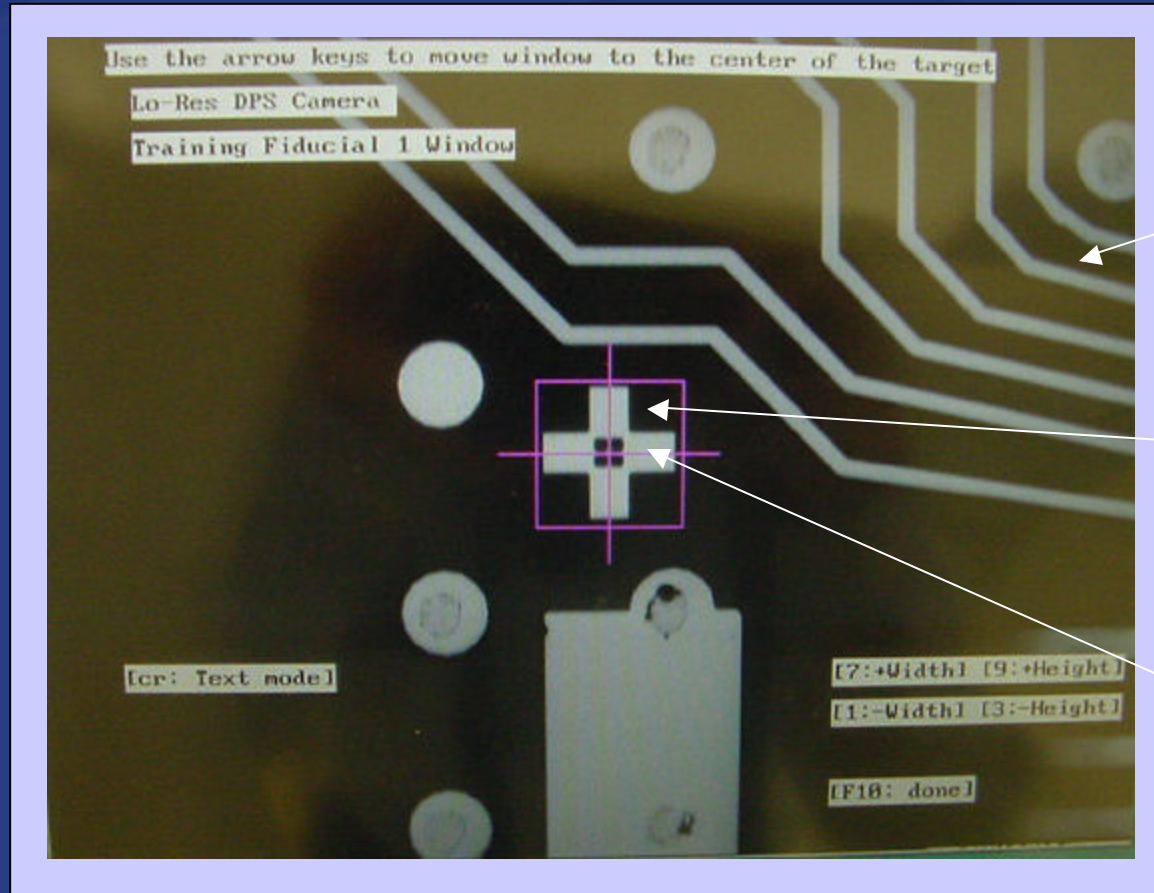 Use the arrow keys to move window to the center of the target
Lo-Res DPS Camera
Training Fiducial 1 Window
[cr: Text mode]
[7:+Width] [9:+Height]
[1:-Width] [3:-Height]
[F10: done]